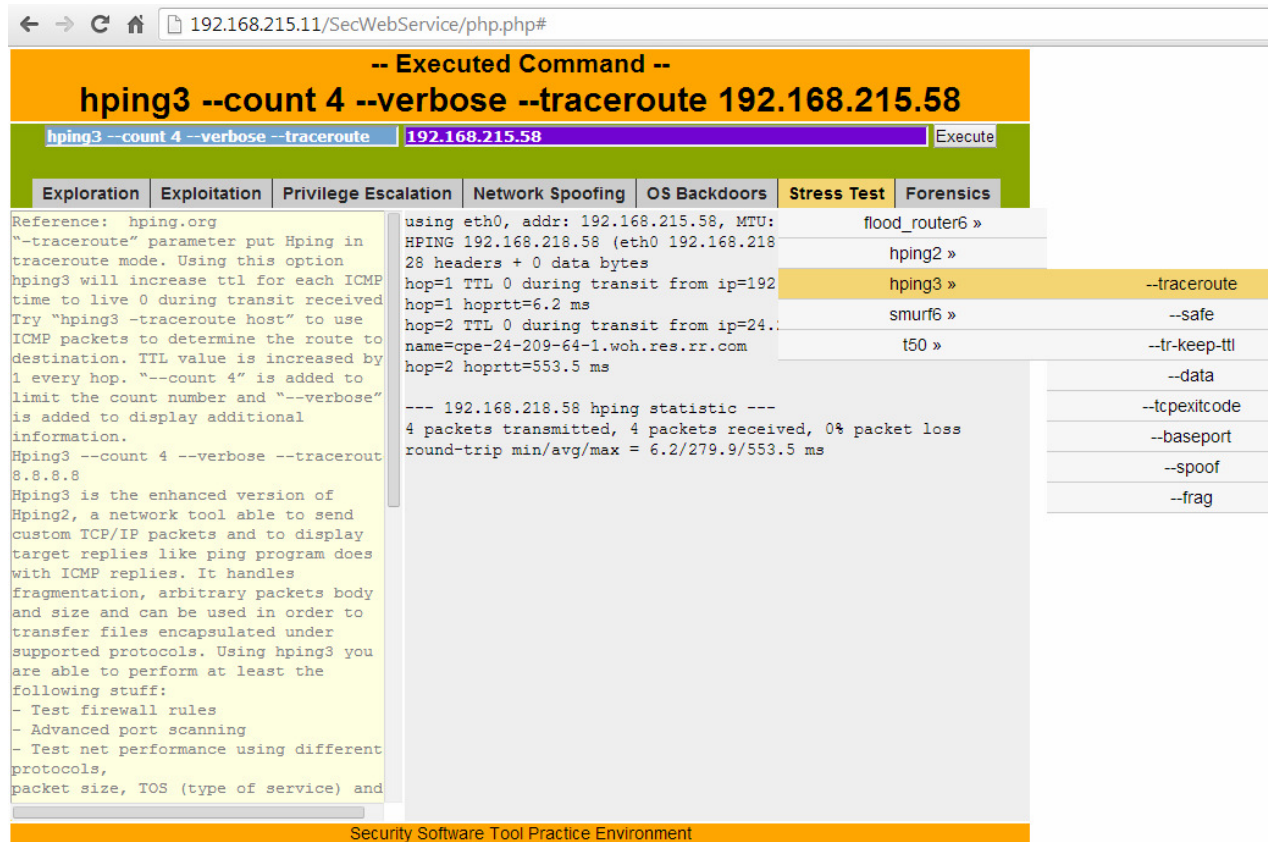 192.168.215.11/SecWebService/php.php#
-- Executed Command --
hping3 --count 4 --verbose --traceroute 192.168.215.58
hping3 --count 4 --verbose --traceroute 192.168.215.58 Execute
Exploration Exploitation Privilege Escalation Network Spoofing OS Backdoors Stress Test Forensics
Reference: hping.org
"-traceroute" parameter put Hping in
traceroute mode. Using this option
hping3 will increase ttl for each ICMP
time to live 0 during transit received
Try "hping3 -traceroute host" to use
ICMP packets to determine the route to
destination. TTL value is increased by
1 every hop. "--count 4" is added to
limit the count number and "--verbose"
is added to display additional
information.
Hping3 --count 4 --verbose --tracerout
8.8.8.8
Hping3 is the enhanced version of
Hping2, a network tool able to send
custom TCP/IP packets and to display
target replies like ping program does
with ICMP replies. It handles
fragmentation, arbitrary packets body
and size and can be used in order to
transfer files encapsulated under
supported protocols. Using hping3 you
are able to perform at least the
following stuff:
- Test firewall rules
- Advanced port scanning
- Test net performance using different
protocols,
packet size, TOS (type of service) and
using eth0, addr: 192.168.215.58, MTU:
HPING 192.168.218.58 (eth0 192.168.218
28 headers + 0 data bytes
hop=1 TTL 0 during transit from ip=192
hop=1 hoprtt=6.2 ms
hop=2 TTL 0 during transit from ip=24.
name=cpe-24-209-64-1.woh.res.rr.com
hop=2 hoprtt=553.5 ms
--- 192.168.218.58 hping statistic ---
4 packets transmitted, 4 packets received, 0% packet loss
round-trip min/avg/max = 6.2/279.9/553.5 ms
flood_router6 »
hping2 »
hping3 »
smurf6 »
t50 »
--traceroute
--safe
--tr-keep-ttl
--data
--tcpexitcode
--baseport
--spoof
--frag
Security Software Tool Practice Environment